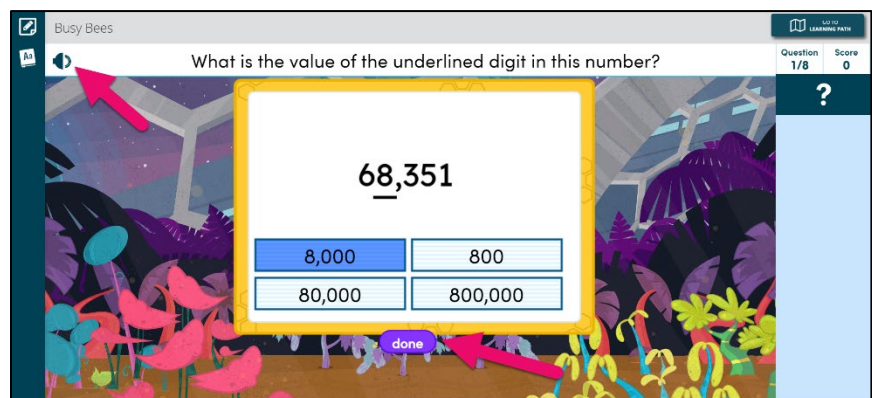 Busy Bees
GO TO
LEARNING PATH
Aa
What is the value of the underlined digit in this number?
Question Score
1/8 0
?
68,351
8,000 800
80,000 800,000
done